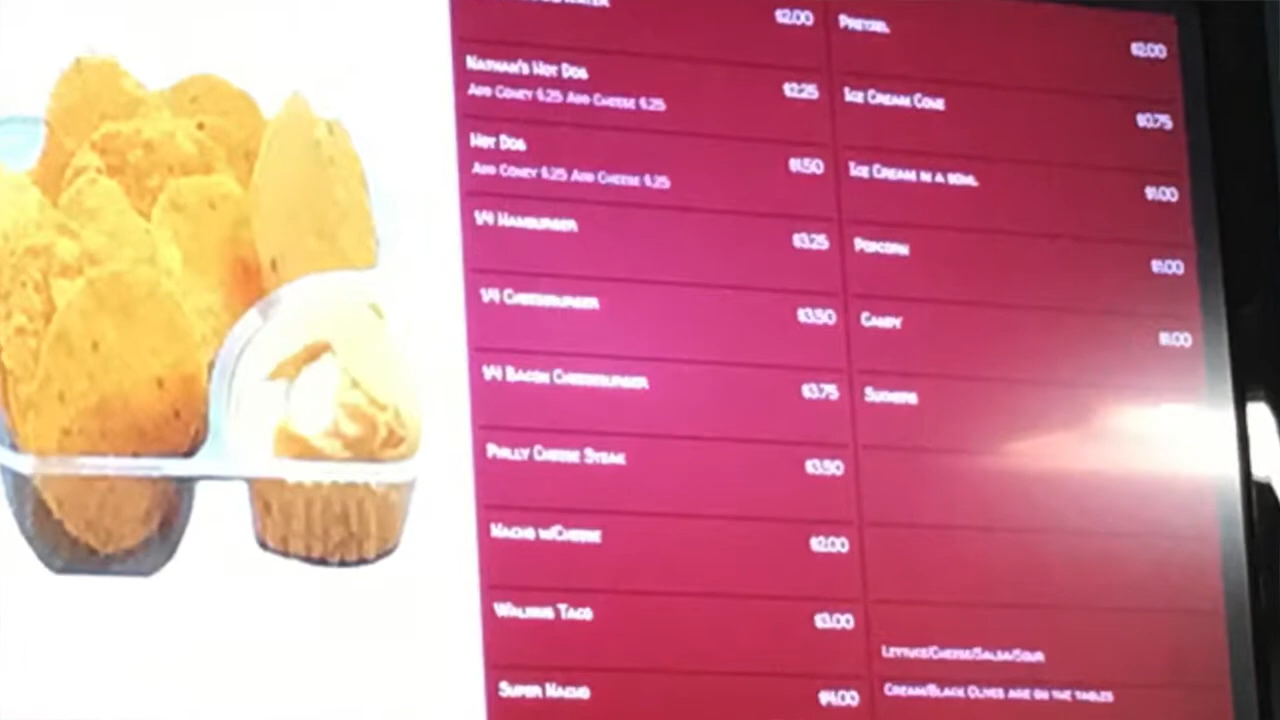 $2.00
Nathan's Hot Dog $2.25
Add Coney $.25 Add Cheese $.25
Hot Dog $1.50
Add Coney $.25 Add Cheese $.25
1/4 Hamburger $3.25
1/4 Cheeseburger $3.50
1/4 Bacon Cheeseburger $3.75
Philly Cheese Steak $3.50
Nacho w/Cheese $2.00
Walking Taco $3.00
Super Nacho $4.00
Pretzel $2.00
Ice Cream Cone $0.75
Ice Cream in a bowl $1.00
Popcorn $1.00
Candy $1.00
Suckers
Lettuce/Cheese/Salsa/Sour
Cream/Black Olives are on the tables